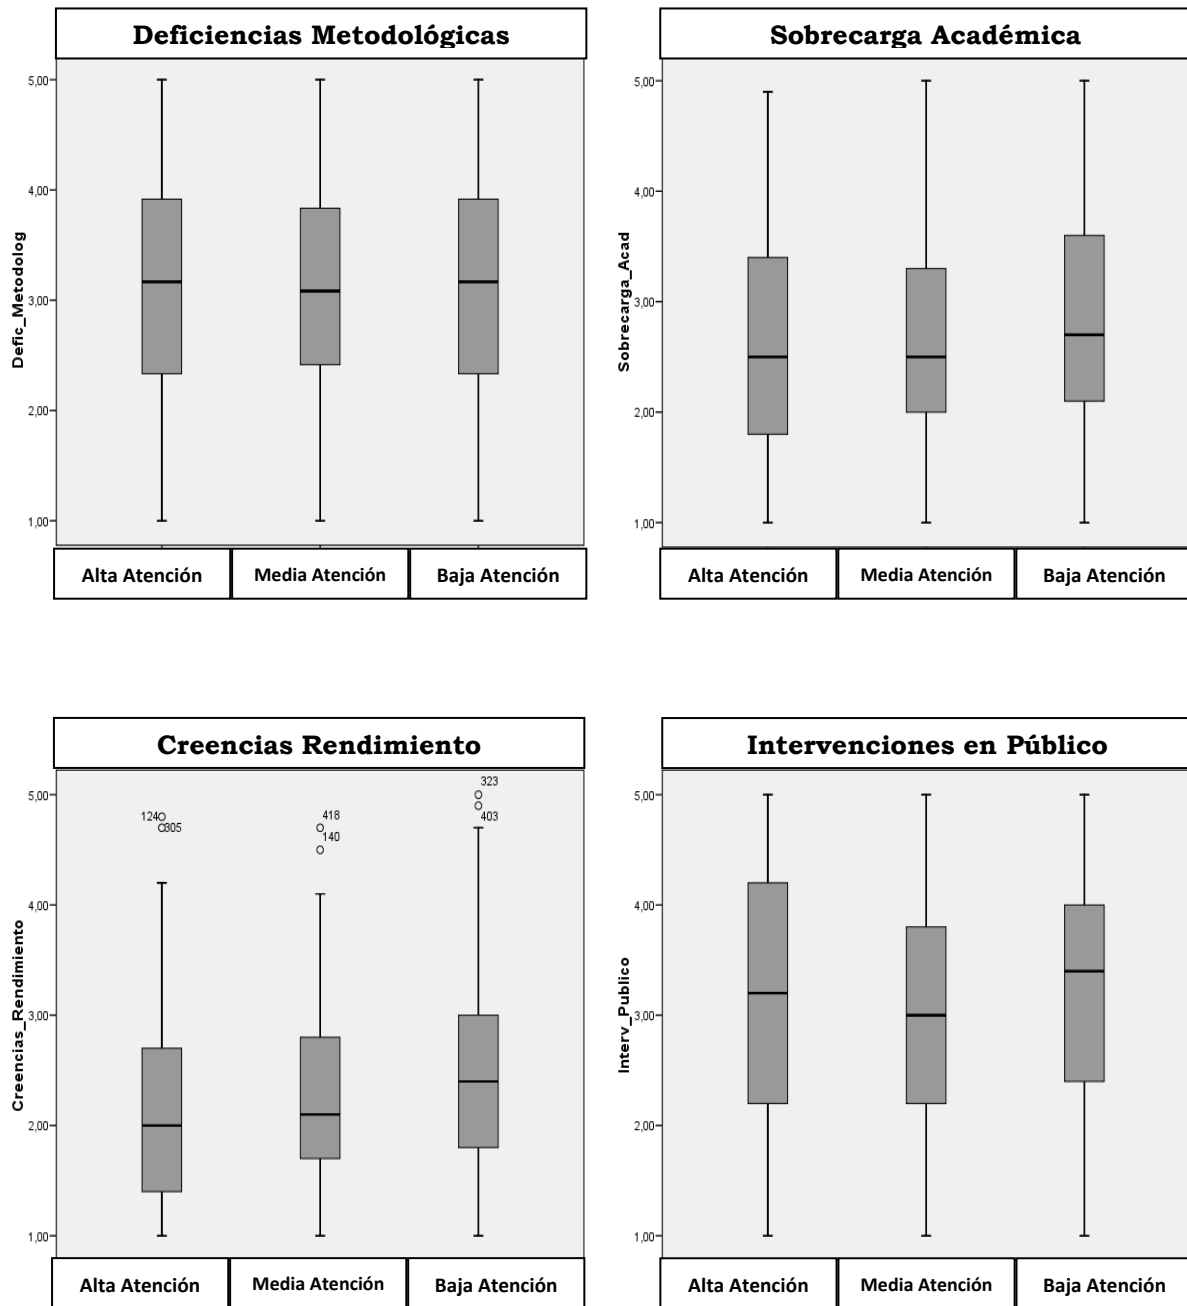 Deficiencias Metodológicas
5,00
4,00
3,00
2,00
1,00
Defic_Metodolog
Alta Atención
Media Atención
Baja Atención
Sobrecarga Académica
5,00
4,00
3,00
2,00
1,00
Sobrecarga_Acad
Alta Atención
Media Atención
Baja Atención
Creencias Rendimiento
5,00
4,00
3,00
2,00
1,00
Creencias_Rendimiento
124
305
418
140
323
403
Alta Atención
Media Atención
Baja Atención
Intervenciones en Público
5,00
4,00
3,00
2,00
1,00
Interv_Publico
Alta Atención
Media Atención
Baja Atención